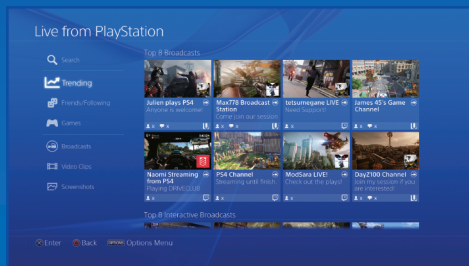 Live from PlayStation
Search
Trending
Friends/Following
Games
Broadcasts
Video Clips
Screenshots
Top 8 Broadcasts
Julien plays PS4
Anyone is welcome!
Max778 Broadcast Station
Come join our session
tetsumegane LIVE
Need Support!
James 45's Game Channel
Naomi Streaming from PS4
Playing DRIVECLUB
PS4 Channel
Streaming until finish
ModSara LIVE!
Check out the plays!
DayZ100 Channel
Join my session if you are interested!
Top 8 Interactive Broadcasts
Enter
Back
OPTIONS Options Menu